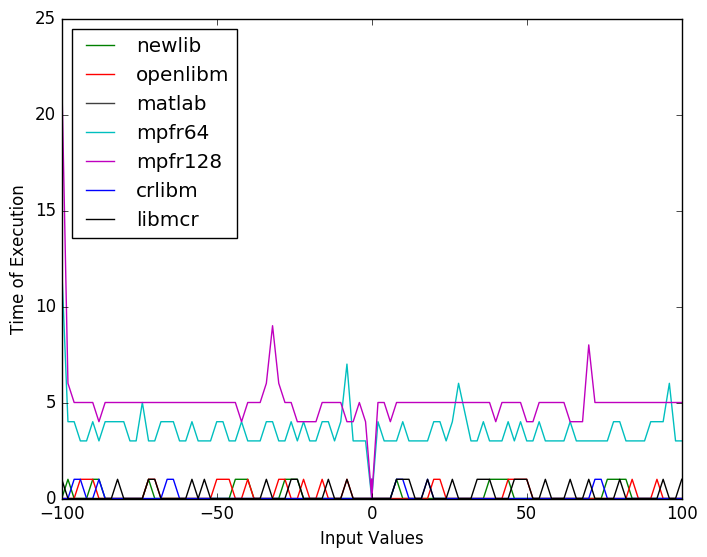 25
20
15
10
5
0
Time of Execution
newlib
openlibm
matlab
mpfr64
mpfr128
crlibm
libmcr
−100
−50
0
50
100
Input Values